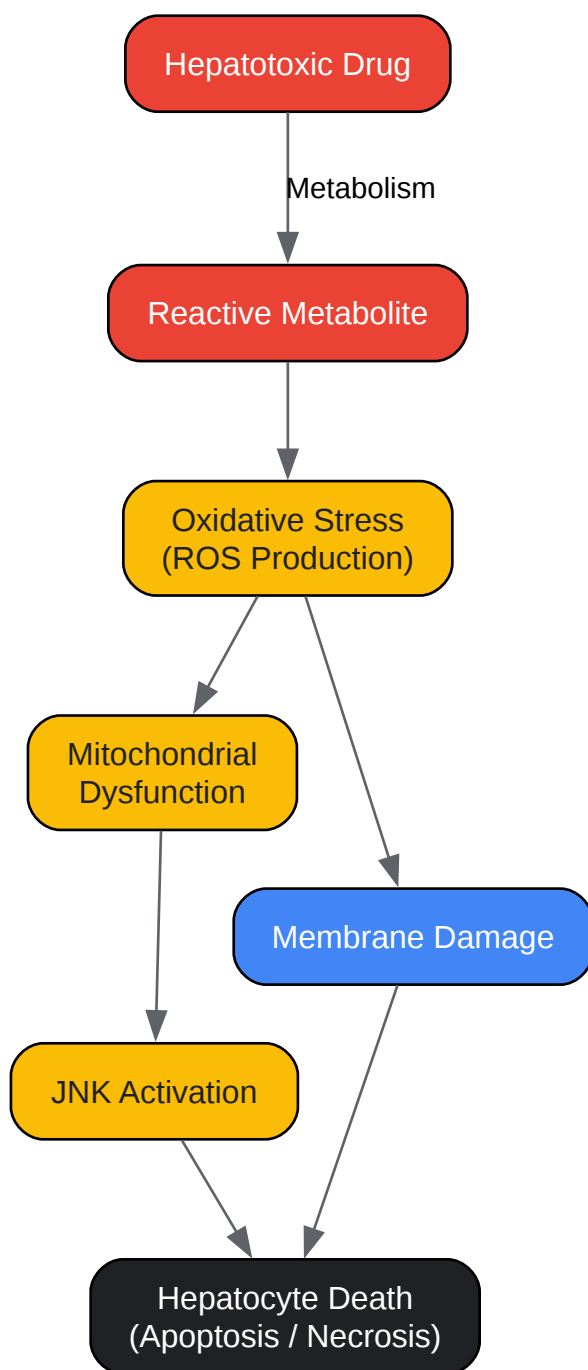 Hepatotoxic Drug
Metabolism
Reactive Metabolite
Oxidative Stress
(ROS Production)
Mitochondrial
Dysfunction
Membrane Damage
JNK Activation
Hepatocyte Death
(Apoptosis / Necrosis)